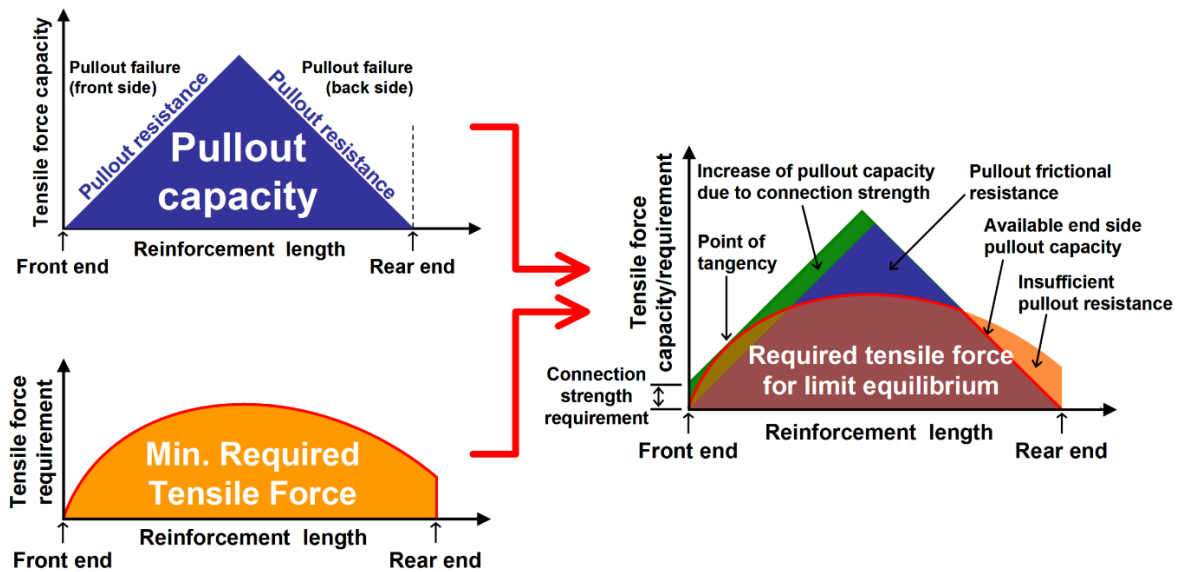 Tensile force capacity
Pullout failure
(front side)
Pullout failure
(back side)
Pullout resistance
Pullout resistance
Pullout
capacity
Reinforcement length
Front end
Rear end
Tensile force
requirement
Min. Required
Tensile Force
Reinforcement length
Front end
Rear end
Tensile force
capacity/requirement
Increase of pullout capacity
due to connection strength
Pullout frictional
resistance
Point of
tangency
Available end side
pullout capacity
Insufficient
pullout resistance
Required tensile force
for limit equilibrium
Connection
strength
requirement
Reinforcement length
Front end
Rear end